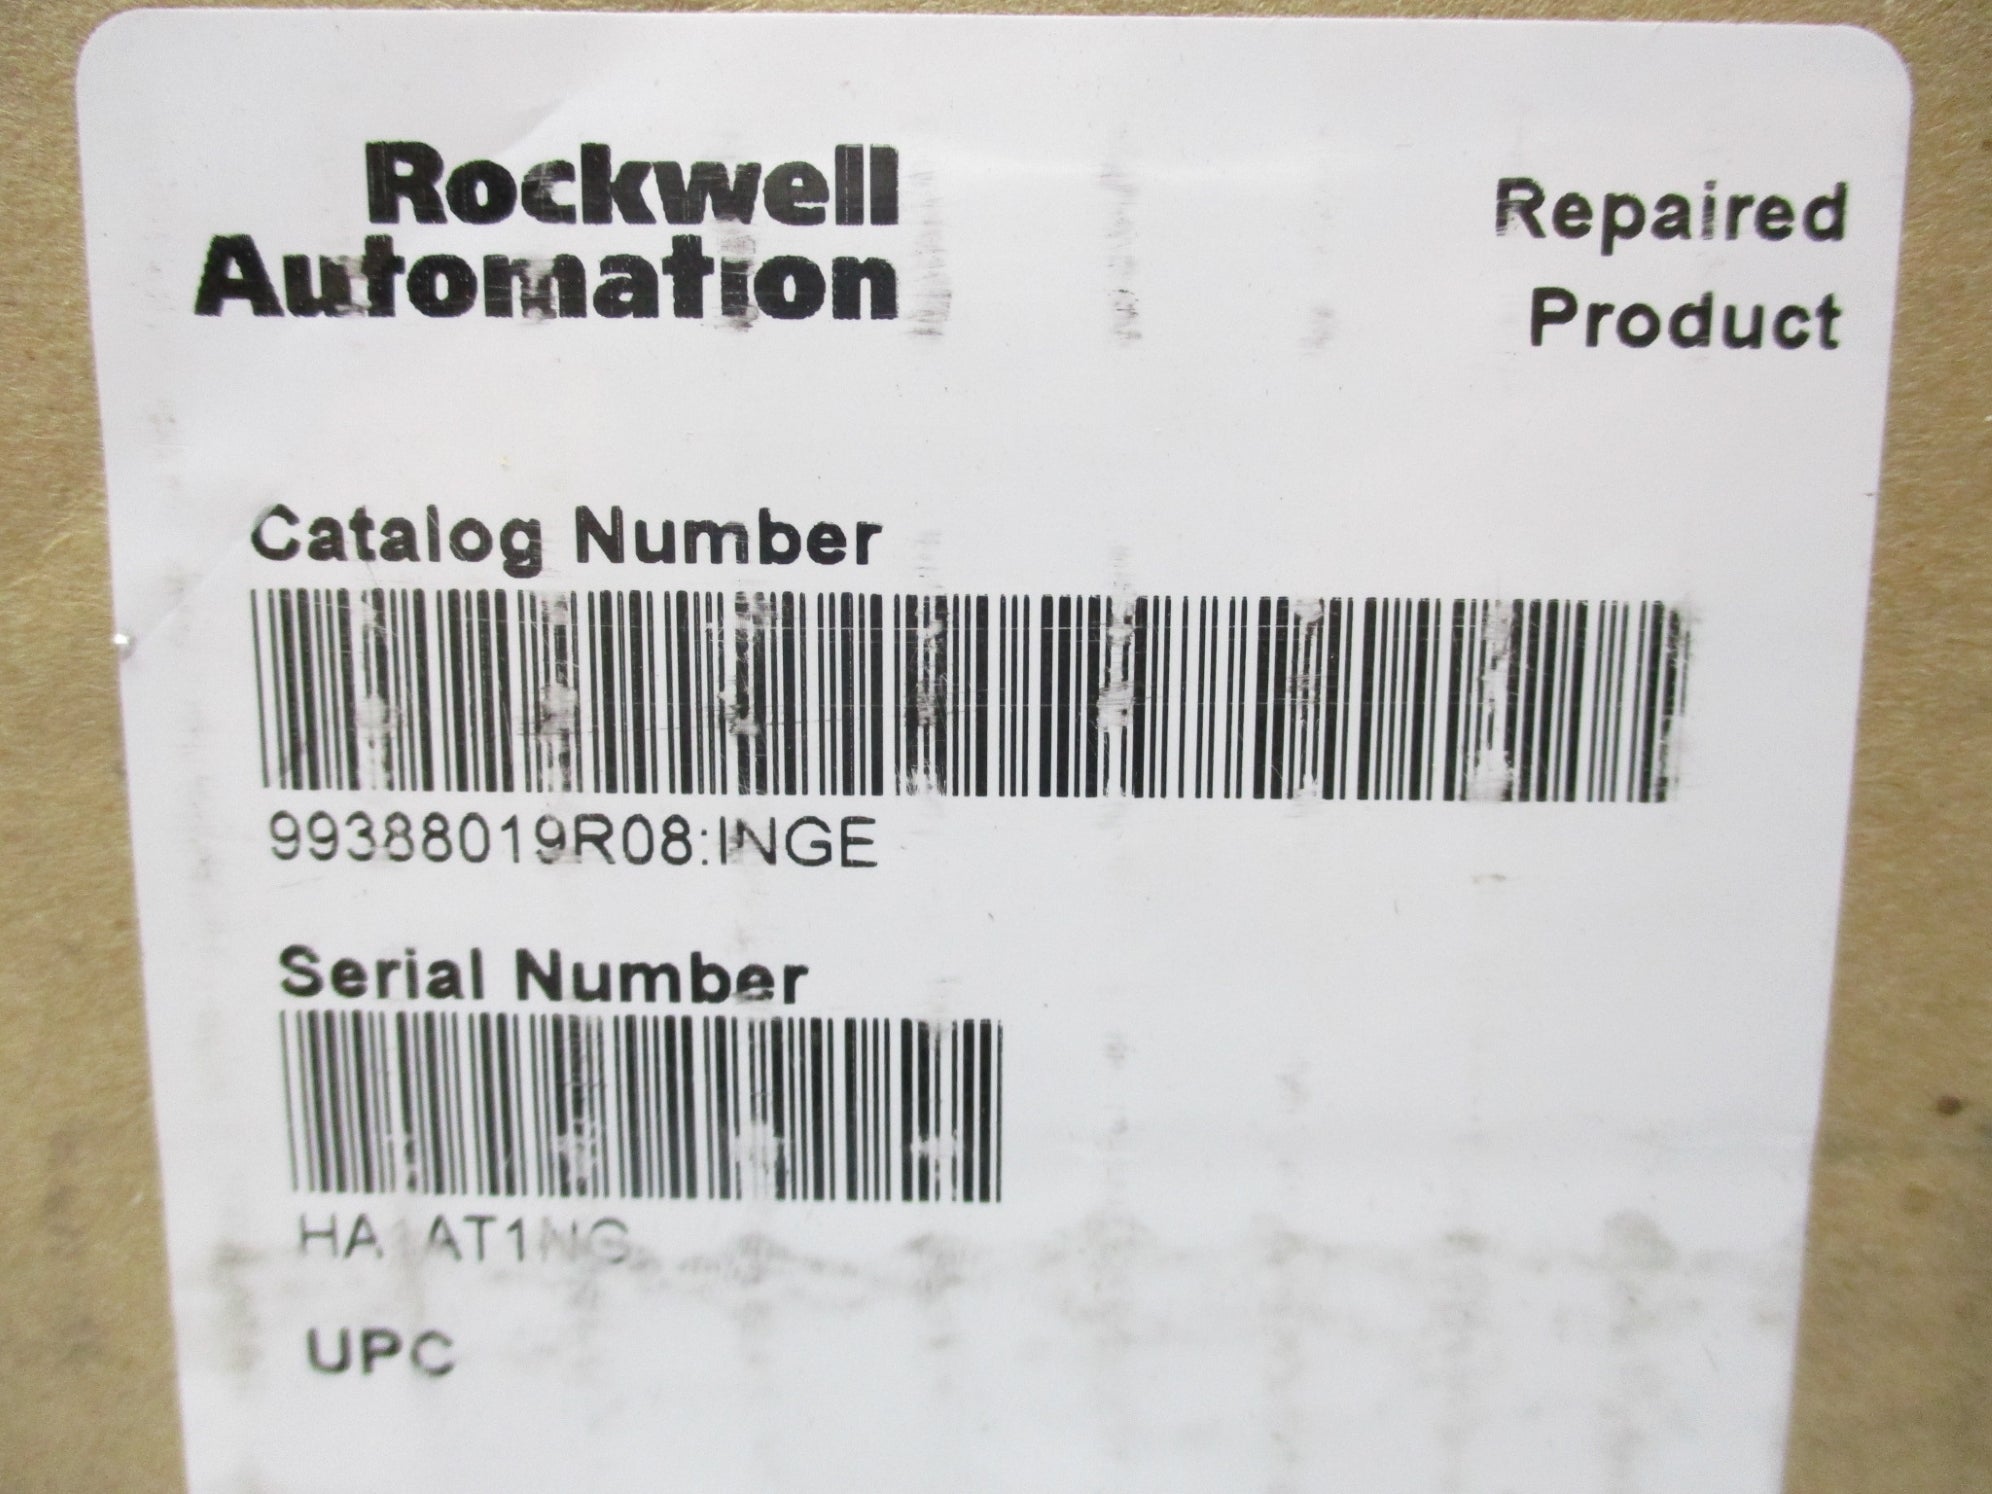 Rockwell
Automation
Repaired
Product
Catalog Number
99388019R08:INGE
Serial Number
UPC